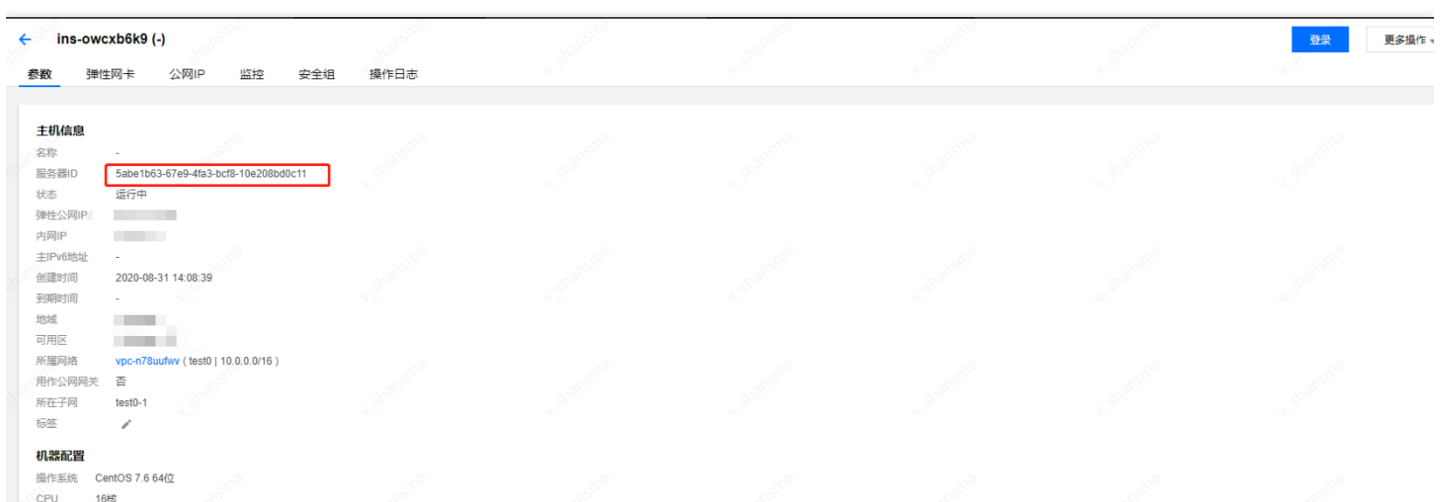 ins-owcxb6k9 (-)
登录
更多操作
参数 弹性网卡 公网IP 监控 安全组 操作日志
主机信息
名称 -
服务器ID 5abe1b63-67e9-4fa3-bcf8-10e208bd0c11
状态 运行中
弹性公网IP
内网IP
主IPv6地址 -
创建时间 2020-08-31 14:08:39
到期时间 -
地域
可用区
所属网络 vpc-n78uufwv ( test0 | 10.0.0.0/16 )
用作公网网关 否
所在子网 test0-1
标签
机器配置
操作系统 CentOS 7.6 64位
CPU 16核
v_shansma